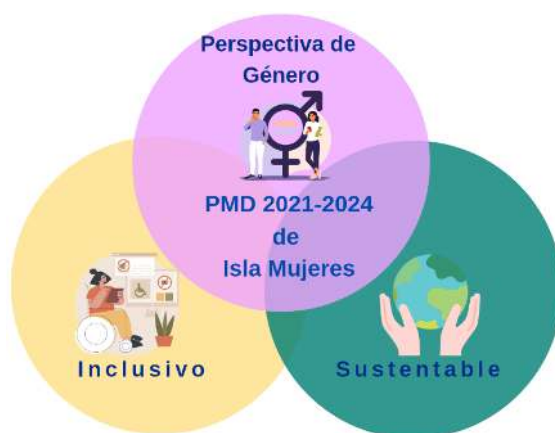 Perspectiva de
Género
PMD 2021-2024
de
Isla Mujeres
Inclusivo
Sustentable